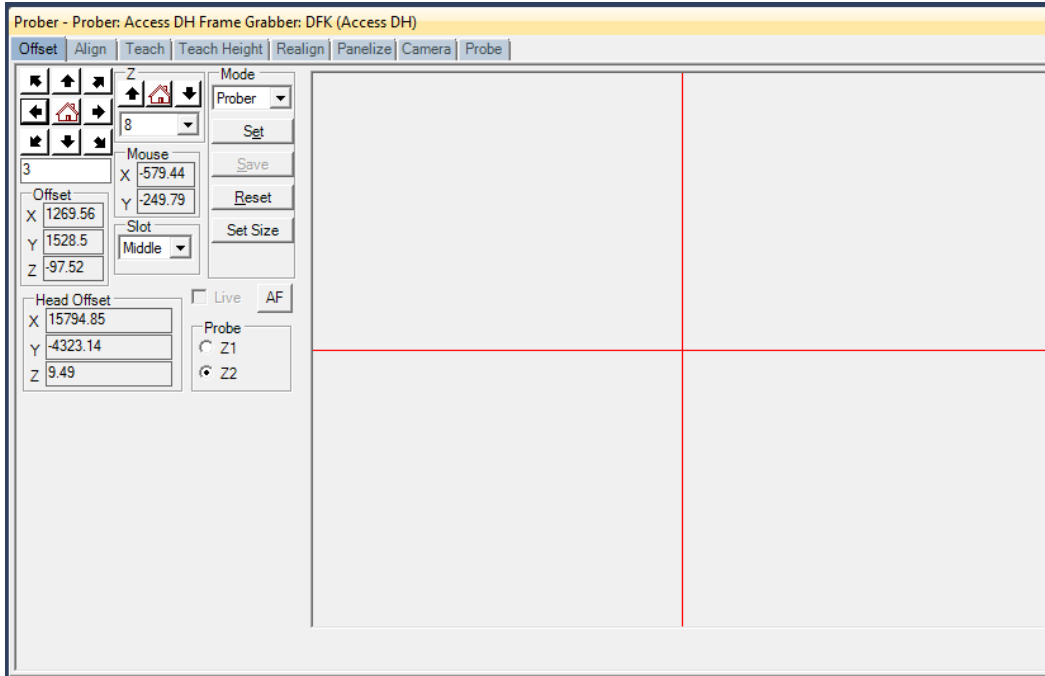 Prober - Prober: Access DH Frame Grabber: DFK (Access DH)
Offset Align Teach Teach Height Realign Panelize Camera Probe
Z
8
Mode
Prober
Set
Save
Reset
Set Size
3
Mouse
X -579.44
Y -249.79
Offset
X 1269.56
Y 1528.5
Z -97.52
Slot
Middle
Live AF
Head Offset
X 15794.85
Y -4323.14
Z 9.49
Probe
Z1
Z2